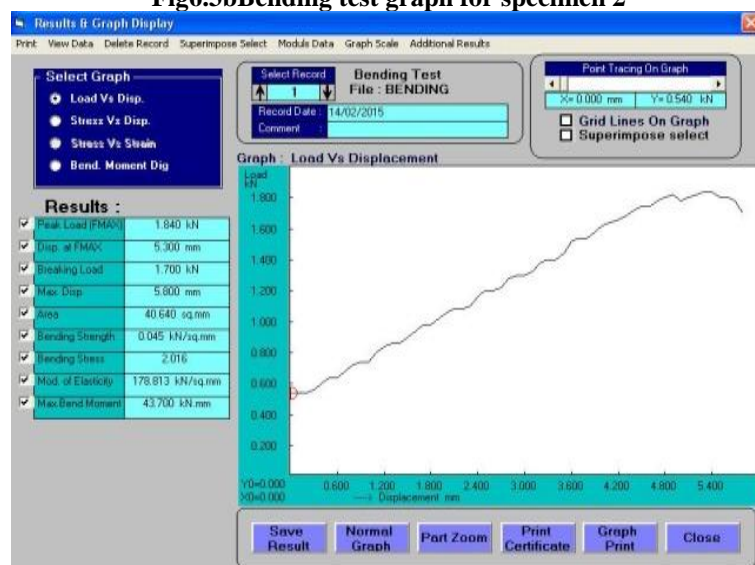 Fig6.3bBending test graph for specimen 2
Results & Graph Display
Print View Data Delete Record Superimpose Select Moduls Data Graph Scale Additional Results
Select Graph
Load Vs Disp.
Stress Vs Disp.
Stress Vs Strain
Bend. Moment Dig
Select Record
1
Bending Test
File : BENDING
Record Date : 14/02/2015
Comment :
Point Tracing On Graph
X= 0.000 mm Y= 0.540 kN
Grid Lines On Graph
Superimpose select
Results :
Peak Load (FMAX) 1.840 kN
Disp. at FMAX 5.300 mm
Breaking Load 1.700 kN
Max. Disp. 5.800 mm
Area 40.640 sq.mm
Bending Strength 0.045 kN/sq.mm
Bending Stress 2.016
Mod. of Elasticity 178.813 kN/sq.mm
Max.Bend Moment 43.700 kN.mm
Graph : Load Vs Displacement
Load
kN
1.800
1.600
1.400
1.200
1.000
0.800
0.600
0.400
0.200
Y0=0.000
X0=0.000
0.600 1.200 1.800 2.400 3.000 3.600 4.200 4.800 5.400
---> Displacement mm
Save Result
Normal Graph
Part Zoom
Print Certificate
Graph Print
Close